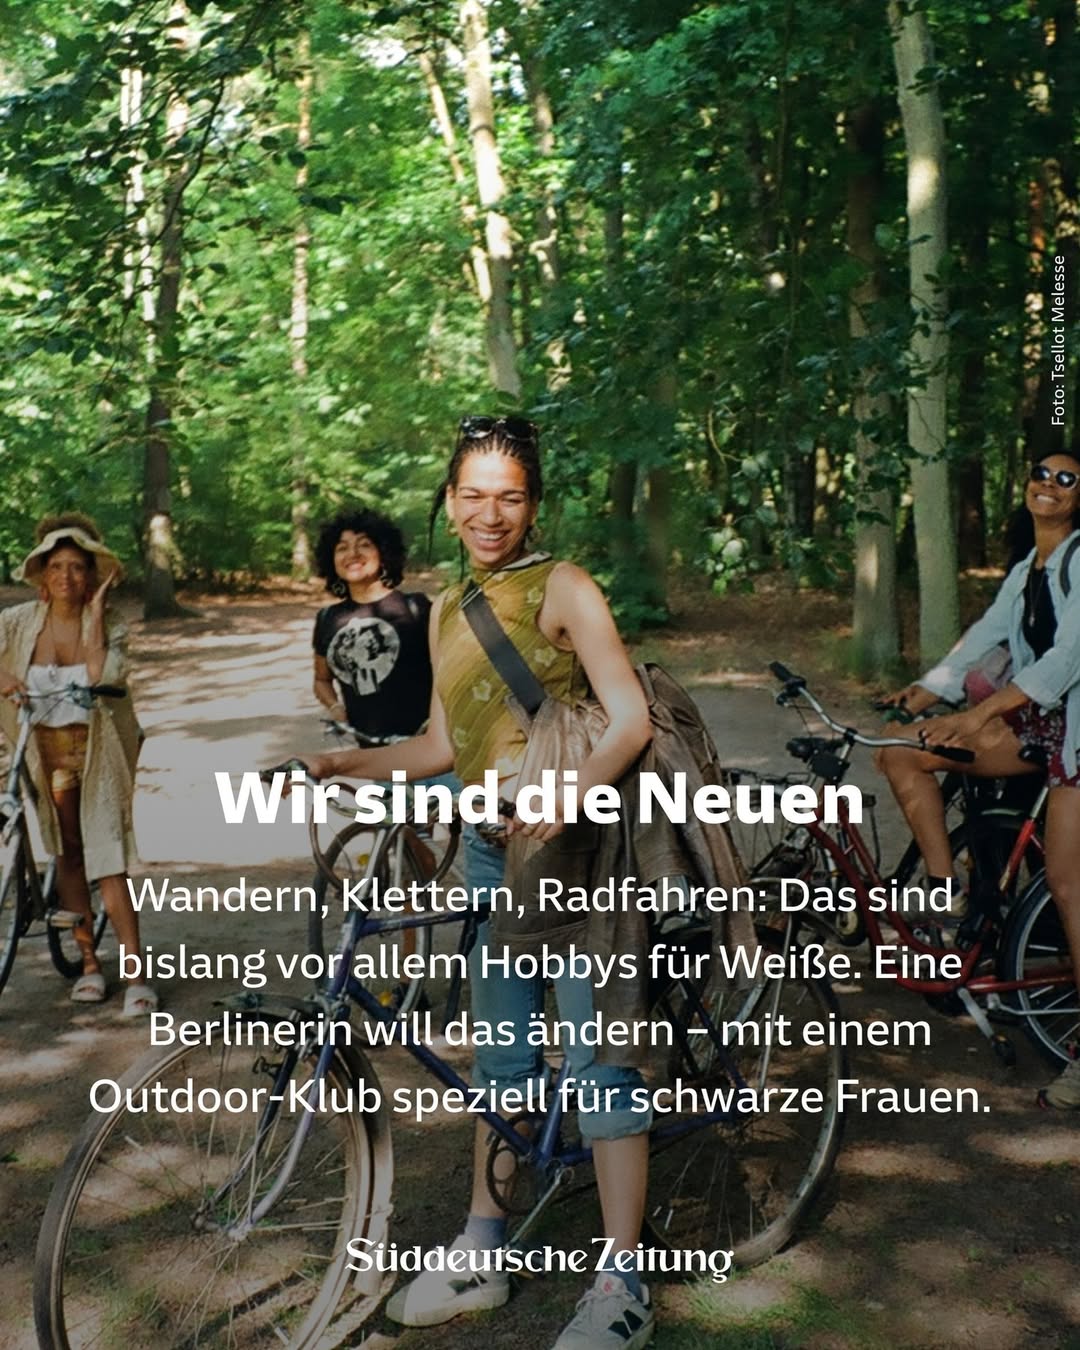 Foto: Tsellot Melesse
Wir sind die Neuen
Wandern, Klettern, Radfahren: Das sind
bislang vor allem Hobbys für Weiße. Eine
Berlinerin will das ändern – mit einem
Outdoor-Klub speziell für schwarze Frauen.
Süddeutsche Zeitung